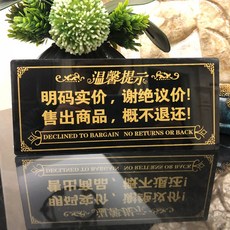 温馨提示
明码实价，谢绝议价！
售出商品，概不退还！
DECLINED TO BARGAIN NO RETURNS OR BACK